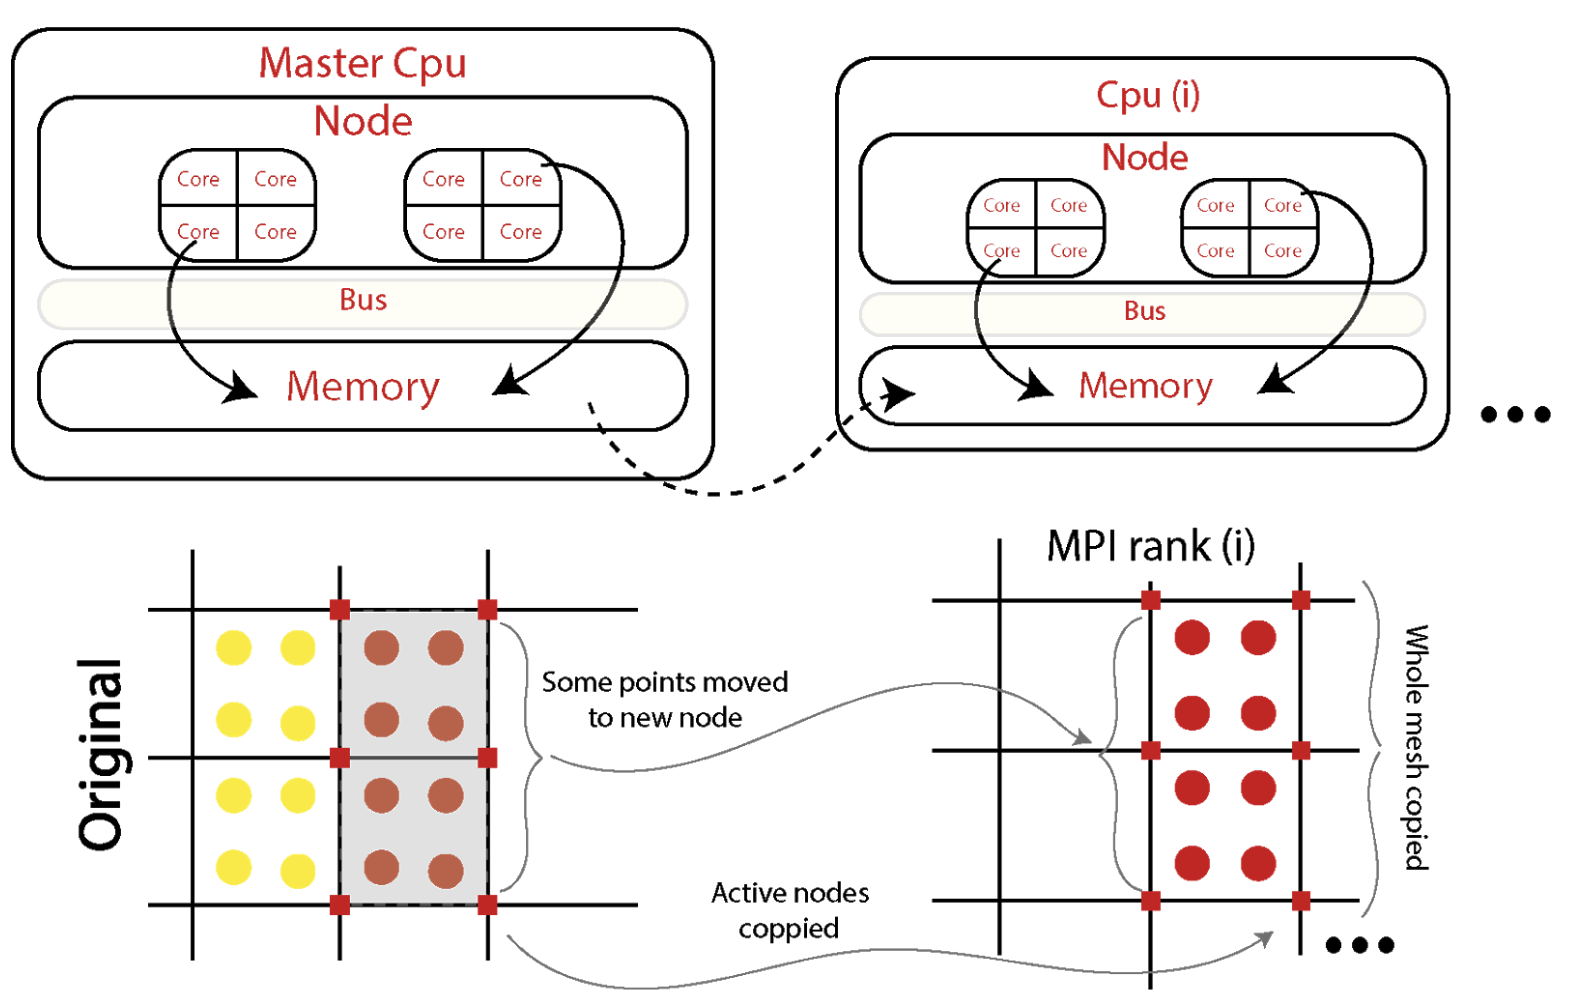 Master Cpu
Node
Core Core
Core Core
Core Core
Core Core
Bus
Memory
Cpu (i)
Node
Core Core
Core Core
Core Core
Core Core
Bus
Memory
Original
Some points moved
to new node
Active nodes
coppied
MPI rank (i)
Whole mesh copied